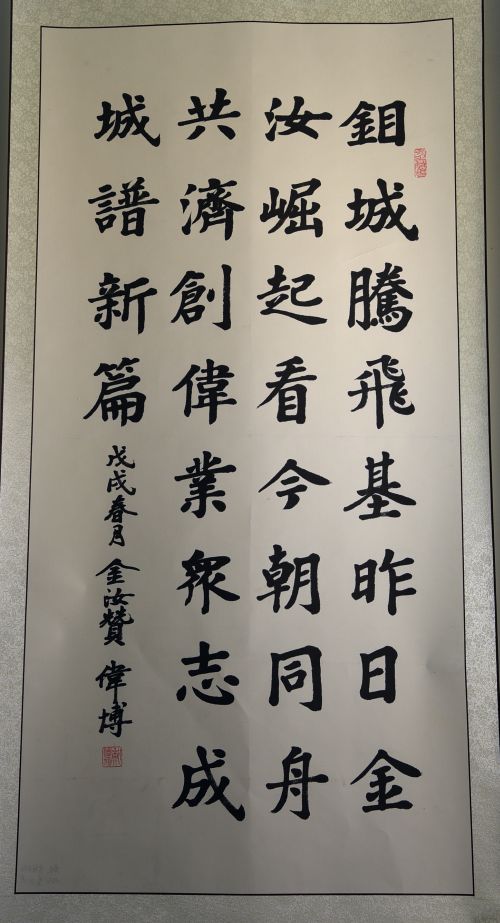 鉬城騰飛基昨日金
汝崛起看今朝同舟
共濟創偉業衆志成
城譜新篇
戊戌春月金汝贊偉博